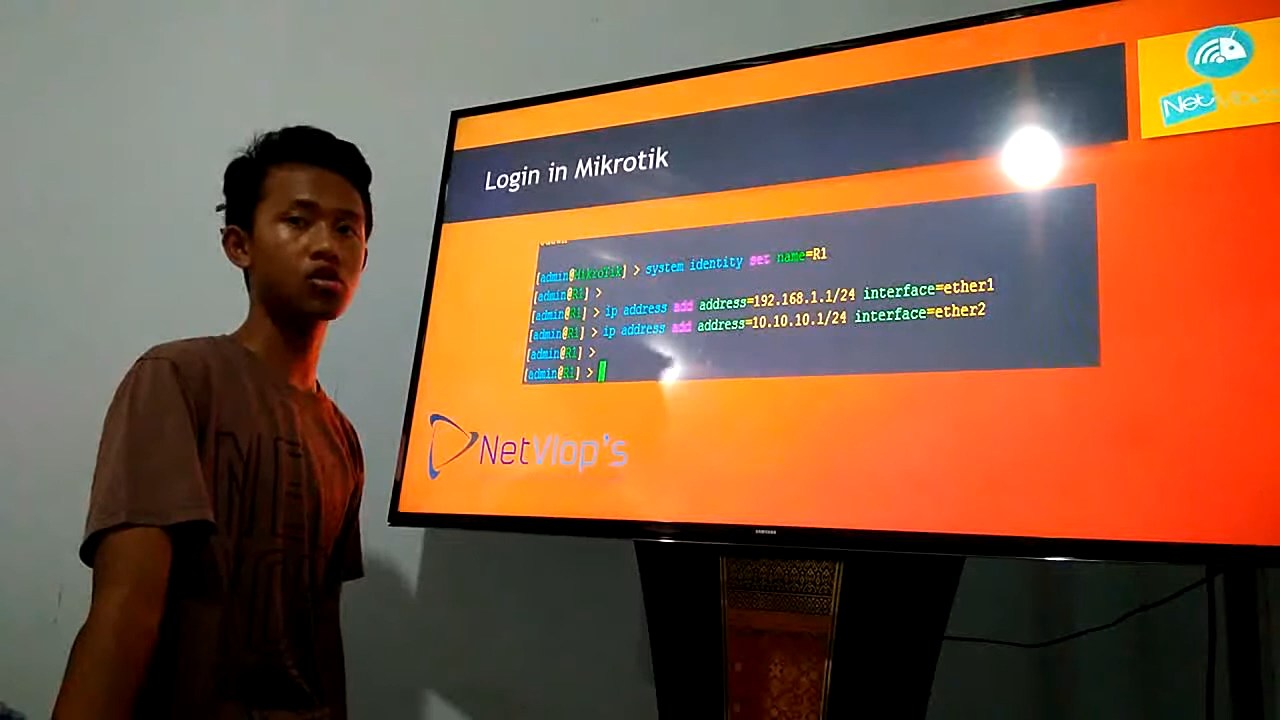 Net
Login in Mikrotik
[admin@MikroTik] > system identity set name=R1
[admin@R1] >
[admin@R1] > ip address add address=192.168.1.1/24 interface=ether1
[admin@R1] > ip address add address=10.10.10.1/24 interface=ether2
[admin@R1] >
[admin@R1] >
NetVlop's
SAMSUNG